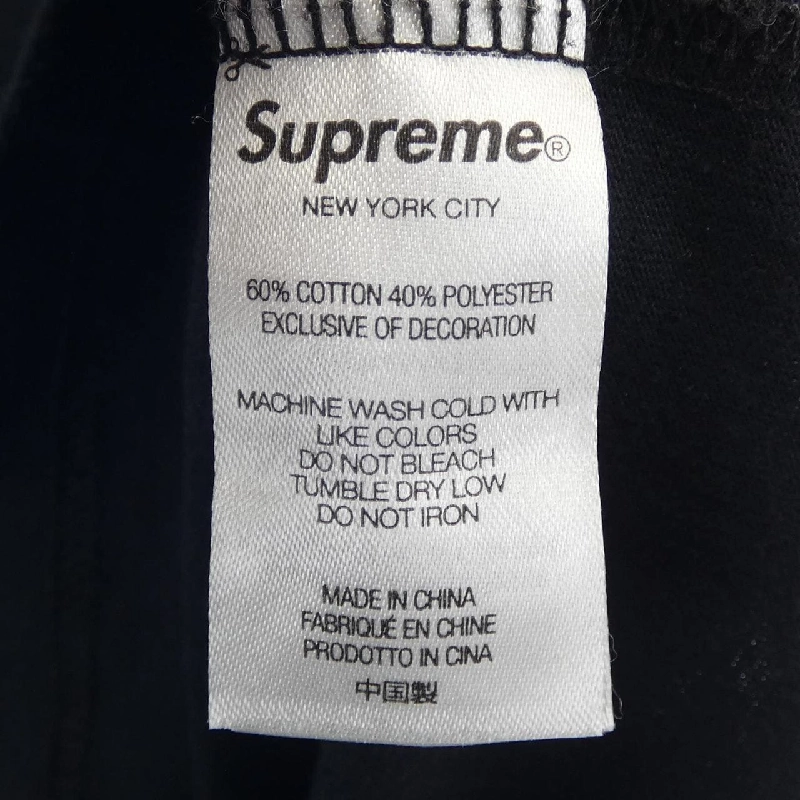 Supreme®
NEW YORK CITY
60% COTTON 40% POLYESTER
EXCLUSIVE OF DECORATION
MACHINE WASH COLD WITH
LIKE COLORS
DO NOT BLEACH
TUMBLE DRY LOW
DO NOT IRON
MADE IN CHINA
FABRIQUÉ EN CHINE
PRODOTTO IN CINA
中国製